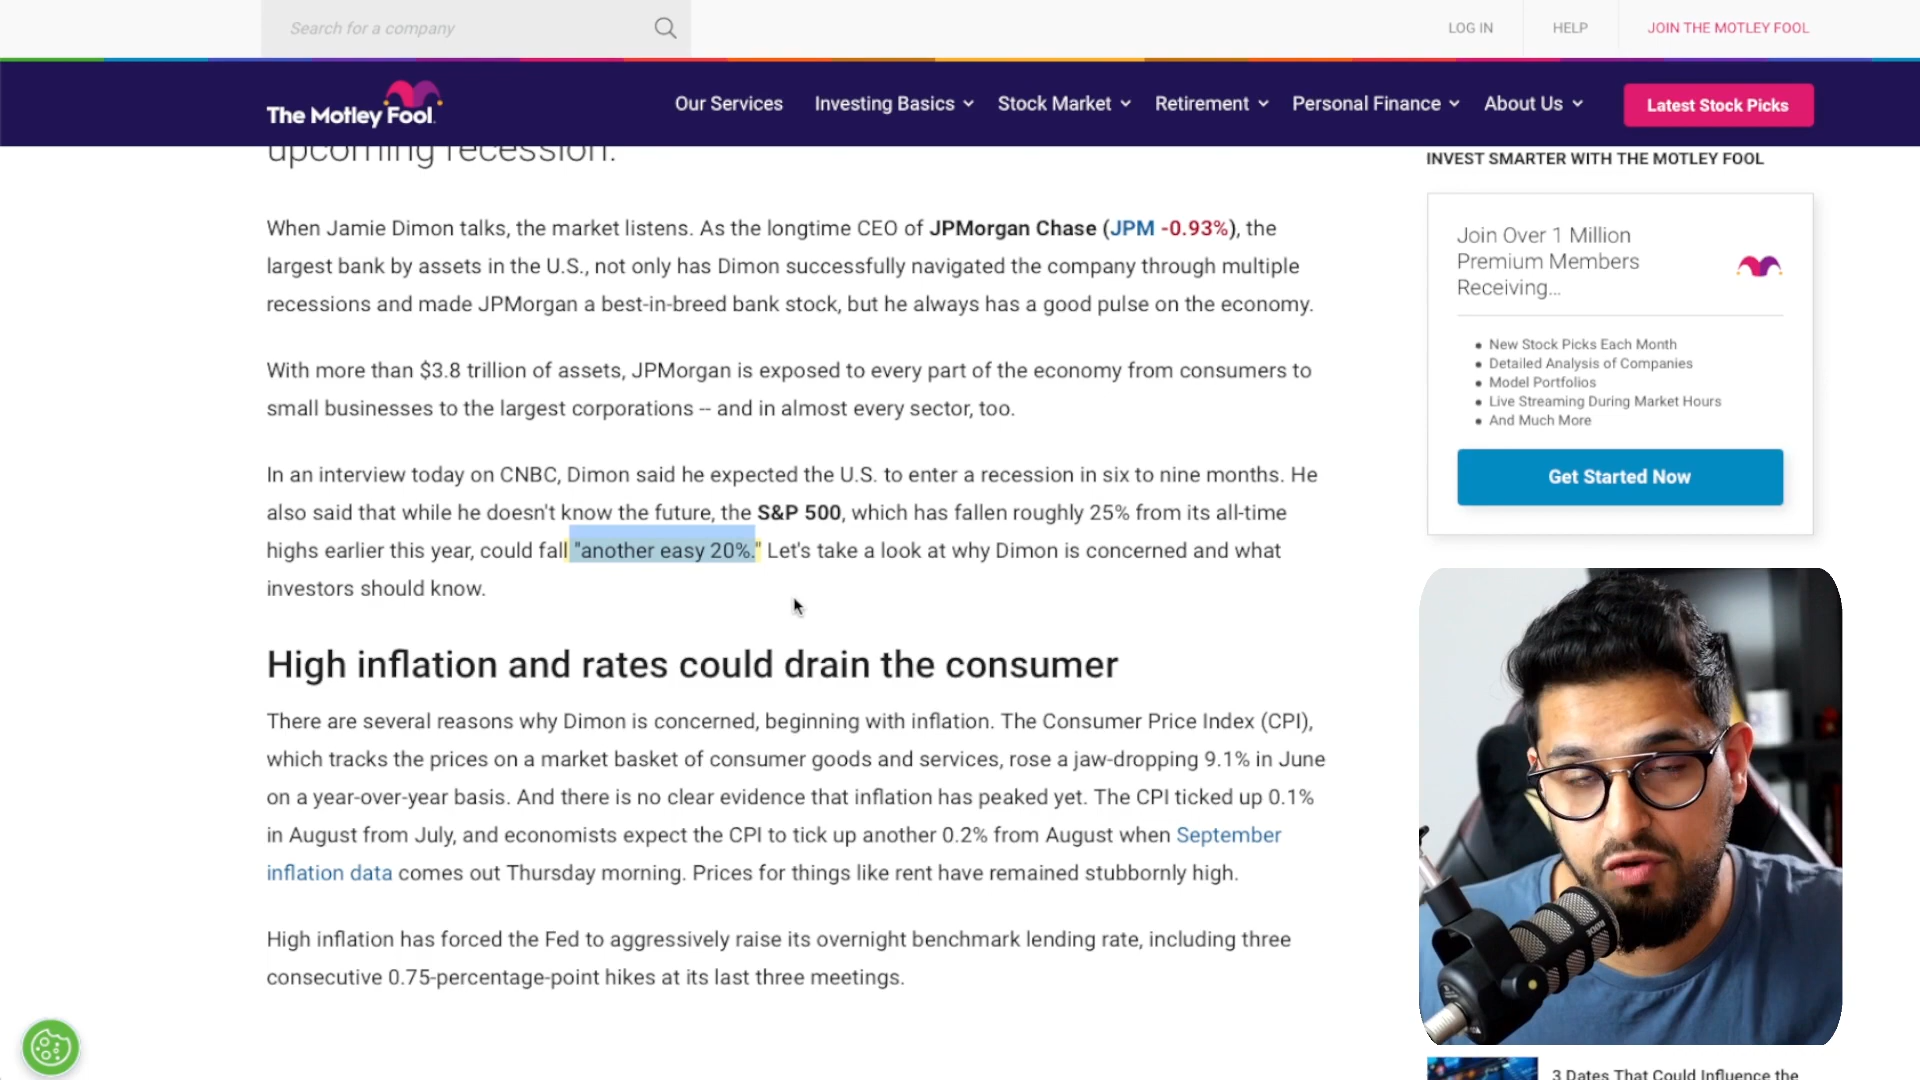 Search for a company
LOG IN
HELP
JOIN THE MOTLEY FOOL
The Motley Fool.
Our Services
Investing Basics
Stock Market
Retirement
Personal Finance
About Us
Latest Stock Picks
upcoming recession.
When Jamie Dimon talks, the market listens. As the longtime CEO of JPMorgan Chase (JPM -0.93%), the
largest bank by assets in the U.S., not only has Dimon successfully navigated the company through multiple
recessions and made JPMorgan a best-in-breed bank stock, but he always has a good pulse on the economy.
With more than $3.8 trillion of assets, JPMorgan is exposed to every part of the economy from consumers to
small businesses to the largest corporations -- and in almost every sector, too.
In an interview today on CNBC, Dimon said he expected the U.S. to enter a recession in six to nine months. He
also said that while he doesn't know the future, the S&P 500, which has fallen roughly 25% from its all-time
highs earlier this year, could fall "another easy 20%." Let's take a look at why Dimon is concerned and what
investors should know.
High inflation and rates could drain the consumer
There are several reasons why Dimon is concerned, beginning with inflation. The Consumer Price Index (CPI),
which tracks the prices on a market basket of consumer goods and services, rose a jaw-dropping 9.1% in June
on a year-over-year basis. And there is no clear evidence that inflation has peaked yet. The CPI ticked up 0.1%
in August from July, and economists expect the CPI to tick up another 0.2% from August when September
inflation data comes out Thursday morning. Prices for things like rent have remained stubbornly high.
High inflation has forced the Fed to aggressively raise its overnight benchmark lending rate, including three
consecutive 0.75-percentage-point hikes at its last three meetings.
INVEST SMARTER WITH THE MOTLEY FOOL
Join Over 1 Million
Premium Members
Receiving…
New Stock Picks Each Month
Detailed Analysis of Companies
Model Portfolios
Live Streaming During Market Hours
And Much More
Get Started Now
RØDE
3 Dates That Could Influence the